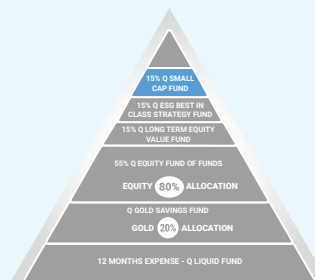 15% Q SMALL
CAP FUND
15% Q ESG BEST IN
CLASS STRATEGY FUND
15% Q LONG TERM EQUITY
VALUE FUND
55% Q EQUITY FUND OF FUNDS
EQUITY 80% ALLOCATION
Q GOLD SAVINGS FUND
GOLD 20% ALLOCATION
12 MONTHS EXPENSE - Q LIQUID FUND